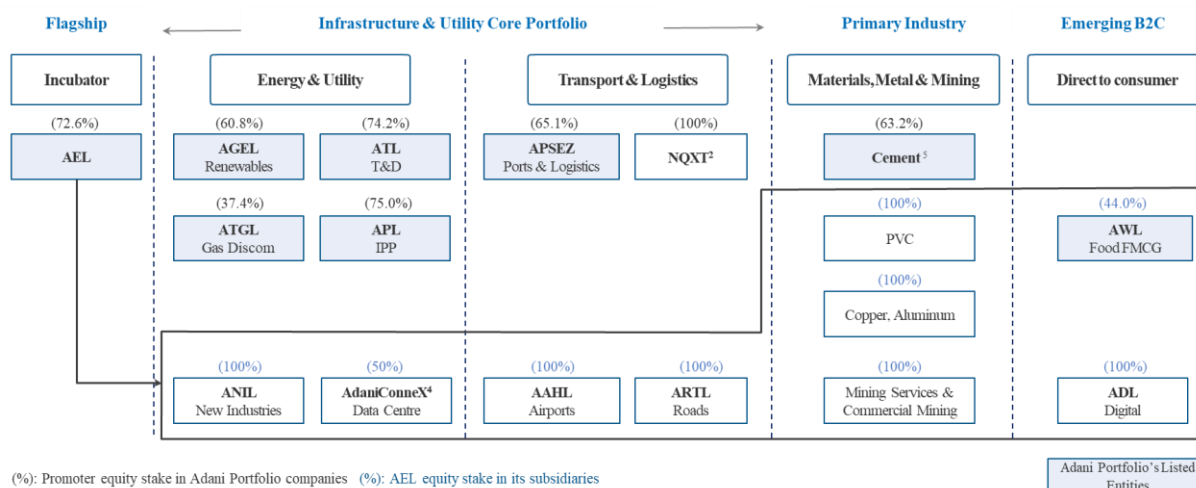 Flagship
Infrastructure & Utility Core Portfolio
Primary Industry
Emerging B2C
Incubator
Energy & Utility
Transport & Logistics
Materials, Metal & Mining
Direct to consumer
(72.6%)
(60.8%)
(74.2%)
(65.1%)
(100%)
(63.2%)
AEL
AGEL
Renewables
ATL
T&D
APSEZ
Ports & Logistics
NQXT²
Cement⁵
(37.4%)
(75.0%)
(100%)
(44.0%)
ATGL
Gas Discom
APL
IPP
PVC
AWL
Food FMCG
(100%)
Copper, Aluminum
(100%)
(50%)
(100%)
(100%)
(100%)
(100%)
ANIL
New Industries
AdaniConneX⁴
Data Centre
AAHL
Airports
ARTL
Roads
Mining Services &
Commercial Mining
ADL
Digital
(%): Promoter equity stake in Adani Portfolio companies (%): AEL equity stake in its subsidiaries
Adani Portfolio's Listed
Entities